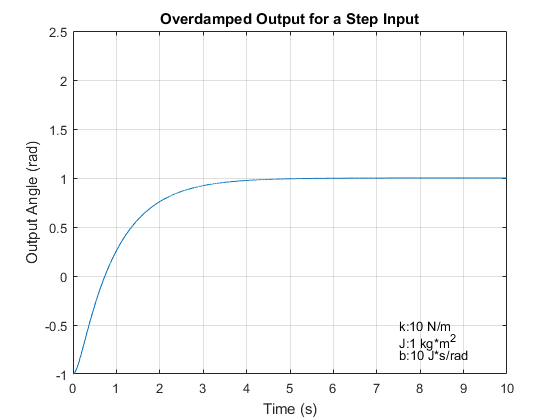 Overdamped Output for a Step Input
Output Angle (rad)
2.5
2
1.5
1
0.5
0
-0.5
-1
k:10 N/m
J:1 kg*m²
b:10 J*s/rad
0 1 2 3 4 5 6 7 8 9 10
Time (s)